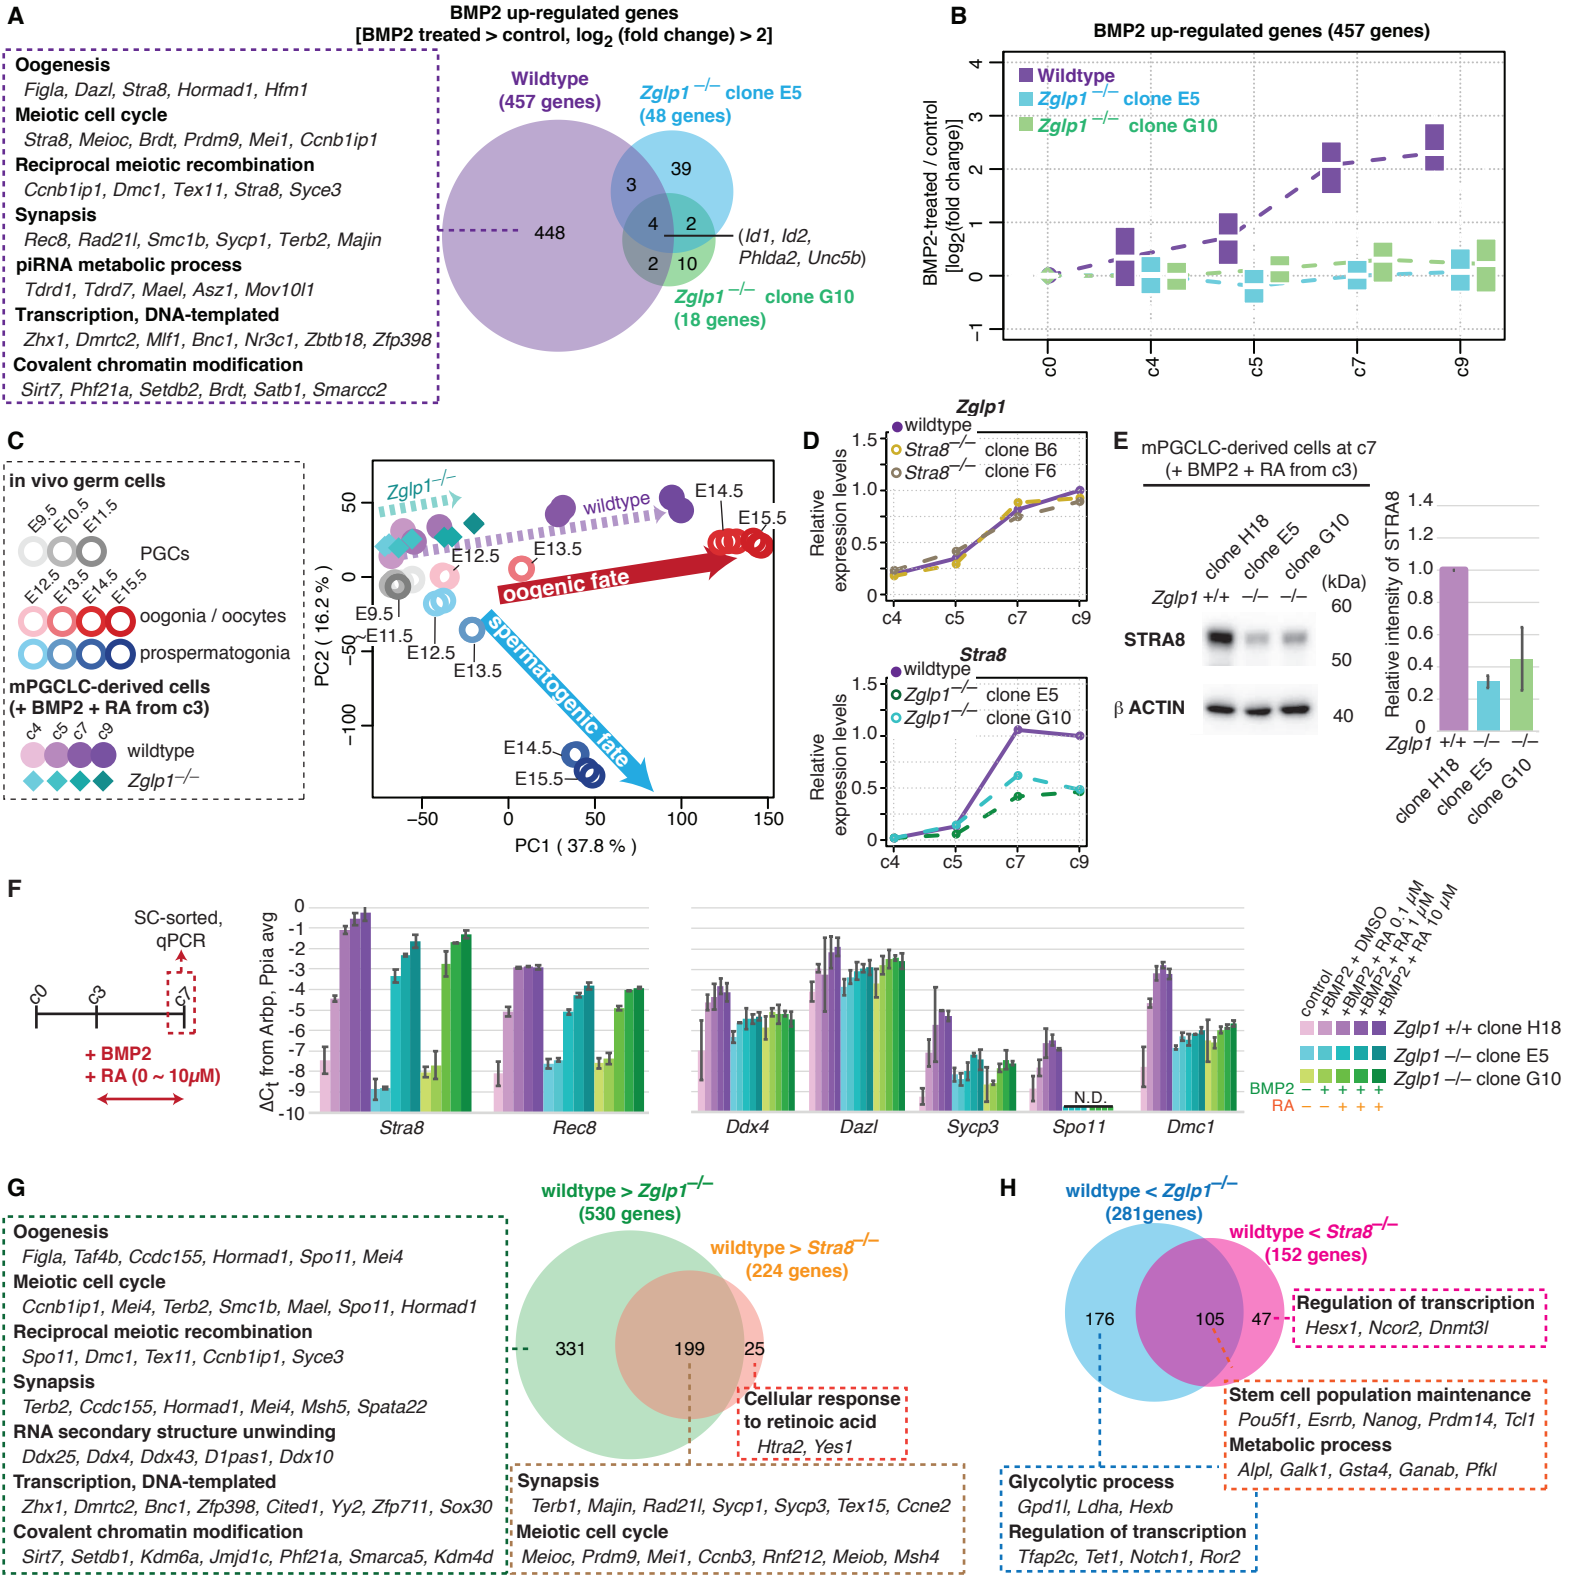 A
BMP2 up-regulated genes
[BMP2 treated > control, log2 (fold change) > 2]
Oogenesis
Figla, Dazl, Stra8, Hormad1, Hfm1
Meiotic cell cycle
Stra8, Meioc, Brdt, Prdm9, Mei1, Ccnb1ip1
Reciprocal meiotic recombination
Ccnb1ip1, Dmc1, Tex11, Stra8, Syce3
Synapsis
Rec8, Rad21l, Smc1b, Sycp1, Terb2, Majin
piRNA metabolic process
Tdrd1, Tdrd7, Mael, Asz1, Mov10l1
Transcription, DNA-templated
Zhx1, Dmrtc2, Mlf1, Bnc1, Nr3c1, Zbtb18, Zfp398
Covalent chromatin modification
Sirt7, Phf21a, Setdb2, Brdt, Satb1, Smarcc2
Wildtype
(457 genes)
Zglp1 −/− clone E5
(48 genes)
39
3
4
2
448
2
10
(Id1, Id2,
Phlda2, Unc5b)
Zglp1 −/− clone G10
(18 genes)
B
BMP2 up-regulated genes (457 genes)
BMP2-treated / control
[log2(fold change)]
4
3
2
1
0
−1
Wildtype
Zglp1 −/− clone E5
Zglp1 −/− clone G10
c0
c4
c5
c7
c9
C
in vivo germ cells
E9.5
E10.5
E11.5
PGCs
E12.5
E13.5
E14.5
E15.5
oogonia / oocytes
prospermatogonia
mPGCLC-derived cells
(+ BMP2 + RA from c3)
c4
c5
c7
c9
wildtype
Zglp1−/−
PC2 ( 16.2 % )
50
0
−50
−100
Zglp1−/−
wildtype
E14.5
E15.5
E12.5
E13.5
oogenic fate
E9.5
~E11.5
E12.5
E13.5
spermatogenic fate
E14.5
E15.5
−50
0
50
100
150
PC1 ( 37.8 % )
D
Zglp1
wildtype
Stra8−/− clone B6
Stra8−/− clone F6
Relative
expression levels
1.5
1.0
0.5
0
c4
c5
c7
c9
Stra8
wildtype
Zglp1−/− clone E5
Zglp1−/− clone G10
Relative
expression levels
1.5
1.0
0.5
0
c4
c5
c7
c9
E
mPGCLC-derived cells at c7
(+ BMP2 + RA from c3)
clone H18
clone E5
clone G10
(kDa)
Zglp1 +/+ −/− −/−
60
STRA8
50
β ACTIN
40
Relative intensity of STRA8
1.4
1.2
1.0
0.8
0.6
0.4
0.2
0
Zglp1 +/+ −/− −/−
clone H18
clone E5
clone G10
F
SC-sorted,
qPCR
c0
c3
c7
+ BMP2
+ RA (0 ~ 10μM)
ΔCt from Arbp, Ppia avg
0
-1
-2
-3
-4
-5
-6
-7
-8
-9
-10
Stra8
Rec8
Ddx4
Dazl
Sycp3
Spo11
Dmc1
N.D.
control
+BMP2 + DMSO
+BMP2 + RA 0.1 μM
+BMP2 + RA 1 μM
+BMP2 + RA 10 μM
Zglp1 +/+ clone H18
Zglp1 −/− clone E5
Zglp1 −/− clone G10
BMP2 − + + + +
RA − − + + +
G
wildtype > Zglp1−/−
(530 genes)
wildtype > Stra8−/−
(224 genes)
Oogenesis
Figla, Taf4b, Ccdc155, Hormad1, Spo11, Mei4
Meiotic cell cycle
Ccnb1ip1, Mei4, Terb2, Smc1b, Mael, Spo11, Hormad1
Reciprocal meiotic recombination
Spo11, Dmc1, Tex11, Ccnb1ip1, Syce3
Synapsis
Terb2, Ccdc155, Hormad1, Mei4, Msh5, Spata22
RNA secondary structure unwinding
Ddx25, Ddx4, Ddx43, D1pas1, Ddx10
Transcription, DNA-templated
Zhx1, Dmrtc2, Bnc1, Zfp398, Cited1, Yy2, Zfp711, Sox30
Covalent chromatin modification
Sirt7, Setdb1, Kdm6a, Jmjd1c, Phf21a, Smarca5, Kdm4d
331
199
25
Cellular response
to retinoic acid
Htra2, Yes1
Synapsis
Terb1, Majin, Rad21l, Sycp1, Sycp3, Tex15, Ccne2
Meiotic cell cycle
Meioc, Prdm9, Mei1, Ccnb3, Rnf212, Meiob, Msh4
H
wildtype < Zglp1−/−
(281genes)
wildtype < Stra8−/−
(152 genes)
176
105
47
Regulation of transcription
Hesx1, Ncor2, Dnmt3l
Stem cell population maintenance
Pou5f1, Esrrb, Nanog, Prdm14, Tcl1
Metabolic process
Alpl, Galk1, Gsta4, Ganab, Pfkl
Glycolytic process
Gpd1l, Ldha, Hexb
Regulation of transcription
Tfap2c, Tet1, Notch1, Ror2